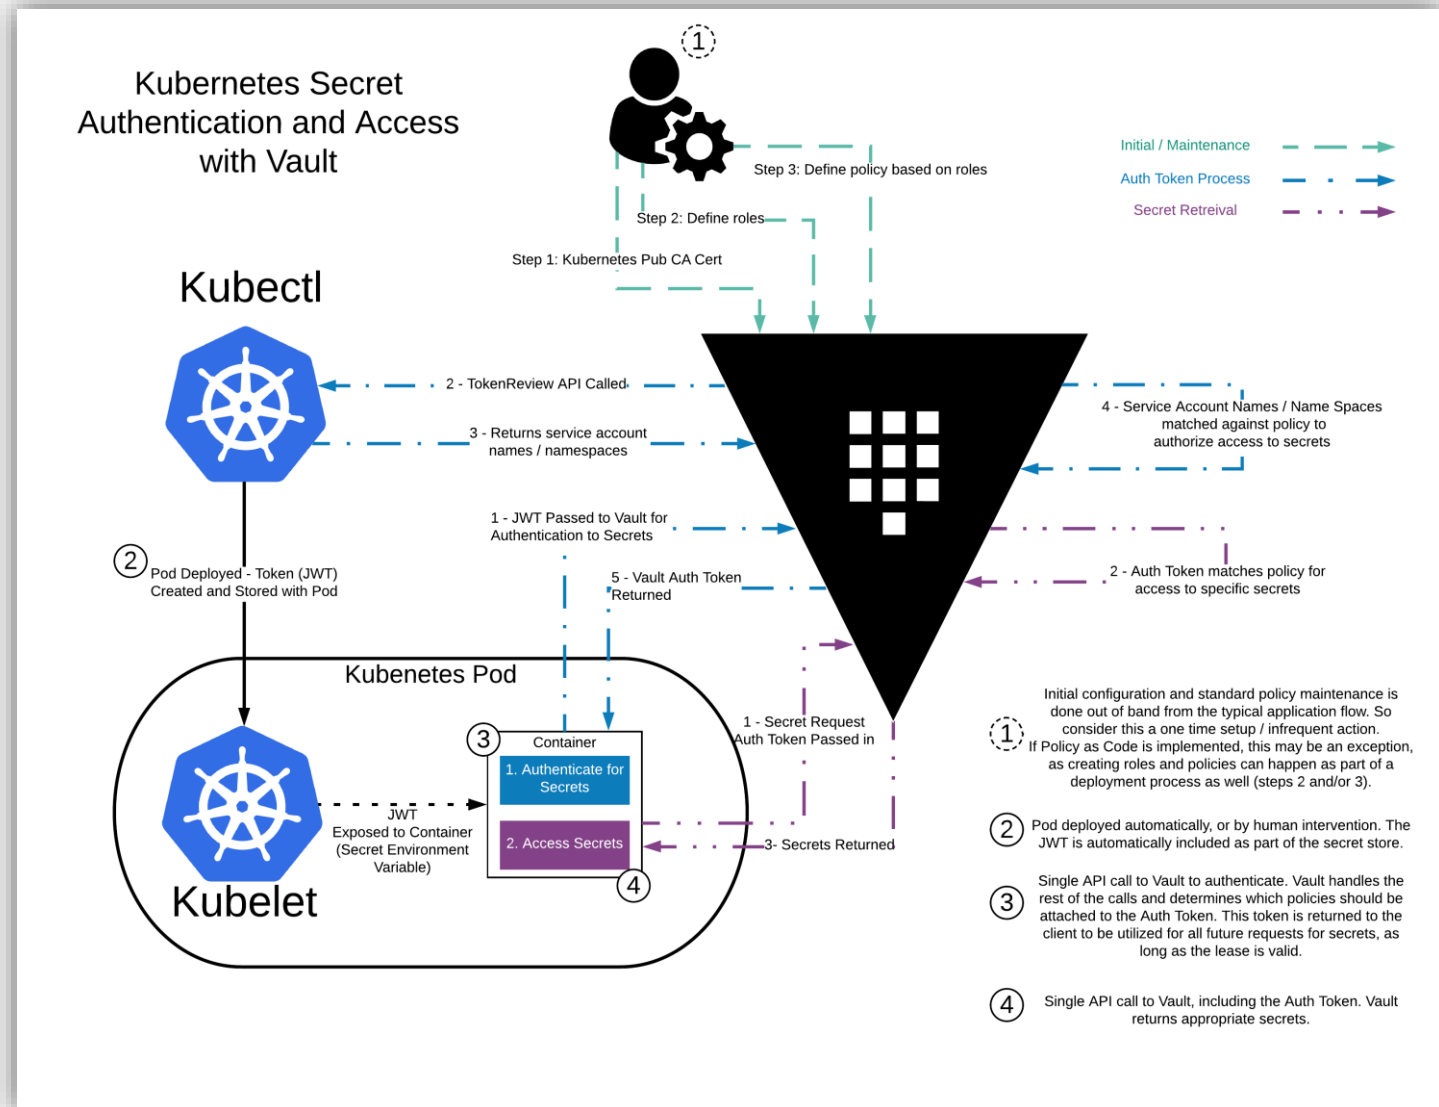 Kubernetes Secret
Authentication and Access
with Vault
1
Step 3: Define policy based on roles
Step 2: Define roles
Step 1: Kubernetes Pub CA Cert
Initial / Maintenance
Auth Token Process
Secret Retreival
Kubectl
2 - TokenReview API Called
3 - Returns service account
names / namespaces
4 - Service Account Names / Name Spaces
matched against policy to
authorize access to secrets
1 - JWT Passed to Vault for
Authentication to Secrets
2
Pod Deployed - Token (JWT)
Created and Stored with Pod
5 - Vault Auth Token
Returned
2 - Auth Token matches policy for
access to specific secrets
Kubenetes Pod
3
Container
1. Authenticate for
Secrets
2. Access Secrets
4
JWT
Exposed to Container
(Secret Environment
Variable)
Kubelet
1 - Secret Request
Auth Token Passed in
3- Secrets Returned
1
Initial configuration and standard policy maintenance is
done out of band from the typical application flow. So
consider this a one time setup / infrequent action.
If Policy as Code is implemented, this may be an exception,
as creating roles and policies can happen as part of a
deployment process as well (steps 2 and/or 3).
2
Pod deployed automatically, or by human intervention. The
JWT is automatically included as part of the secret store.
3
Single API call to Vault to authenticate. Vault handles the
rest of the calls and determines which policies should be
attached to the Auth Token. This token is returned to the
client to be utilized for all future requests for secrets, as
long as the lease is valid.
4
Single API call to Vault, including the Auth Token. Vault
returns appropriate secrets.